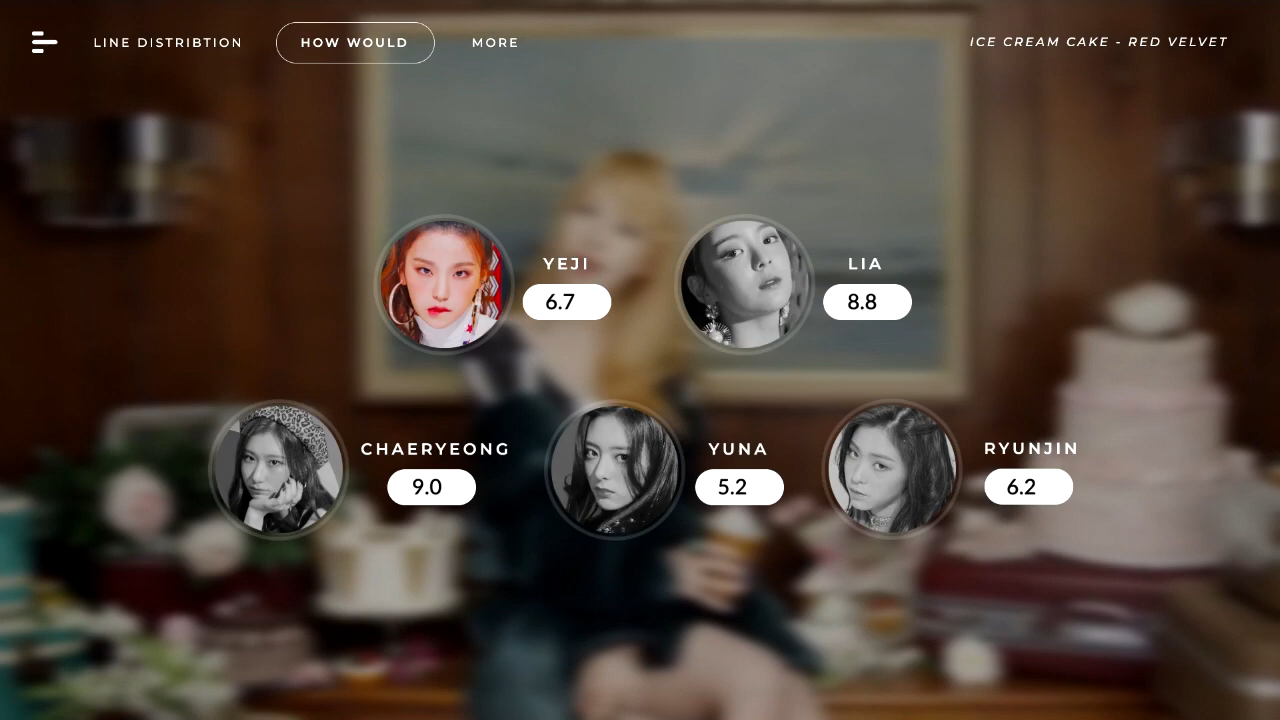 LINE DISTRIBTION
HOW WOULD
MORE
ICE CREAM CAKE - RED VELVET
YEJI
6.7
LIA
8.8
CHAERYEONG
9.0
YUNA
5.2
RYUNJIN
6.2